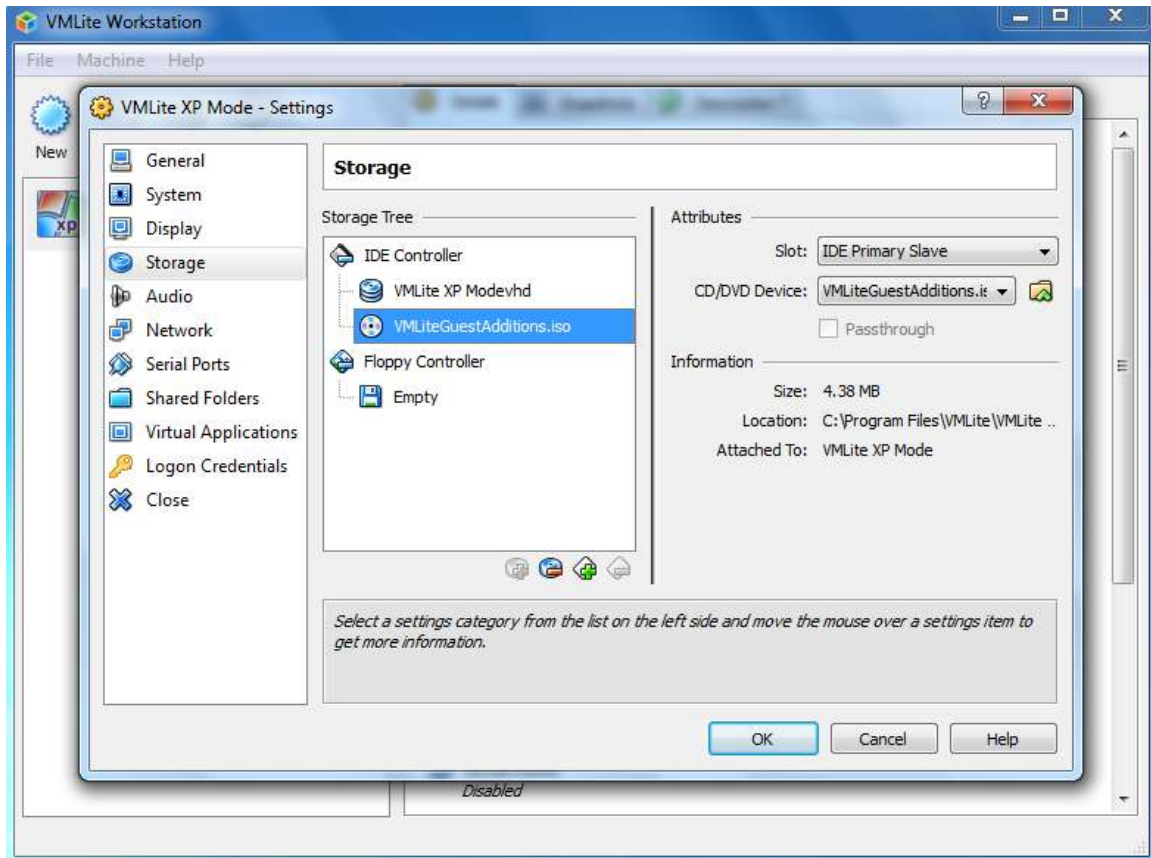 VMLite Workstation
File Machine Help
New
xp
VMLite XP Mode - Settings
General
System
Display
Storage
Audio
Network
Serial Ports
Shared Folders
Virtual Applications
Logon Credentials
Close
Storage
Storage Tree
IDE Controller
VMLite XP Modevhd
VMLiteGuestAdditions.iso
Floppy Controller
Empty
Attributes
Slot: IDE Primary Slave
CD/DVD Device: VMLiteGuestAdditions.is
Passthrough
Information
Size: 4.38 MB
Location: C:\Program Files\VMLite\VMLite ..
Attached To: VMLite XP Mode
Select a settings category from the list on the left side and move the mouse over a settings item to
get more information.
OK Cancel Help
Disabled